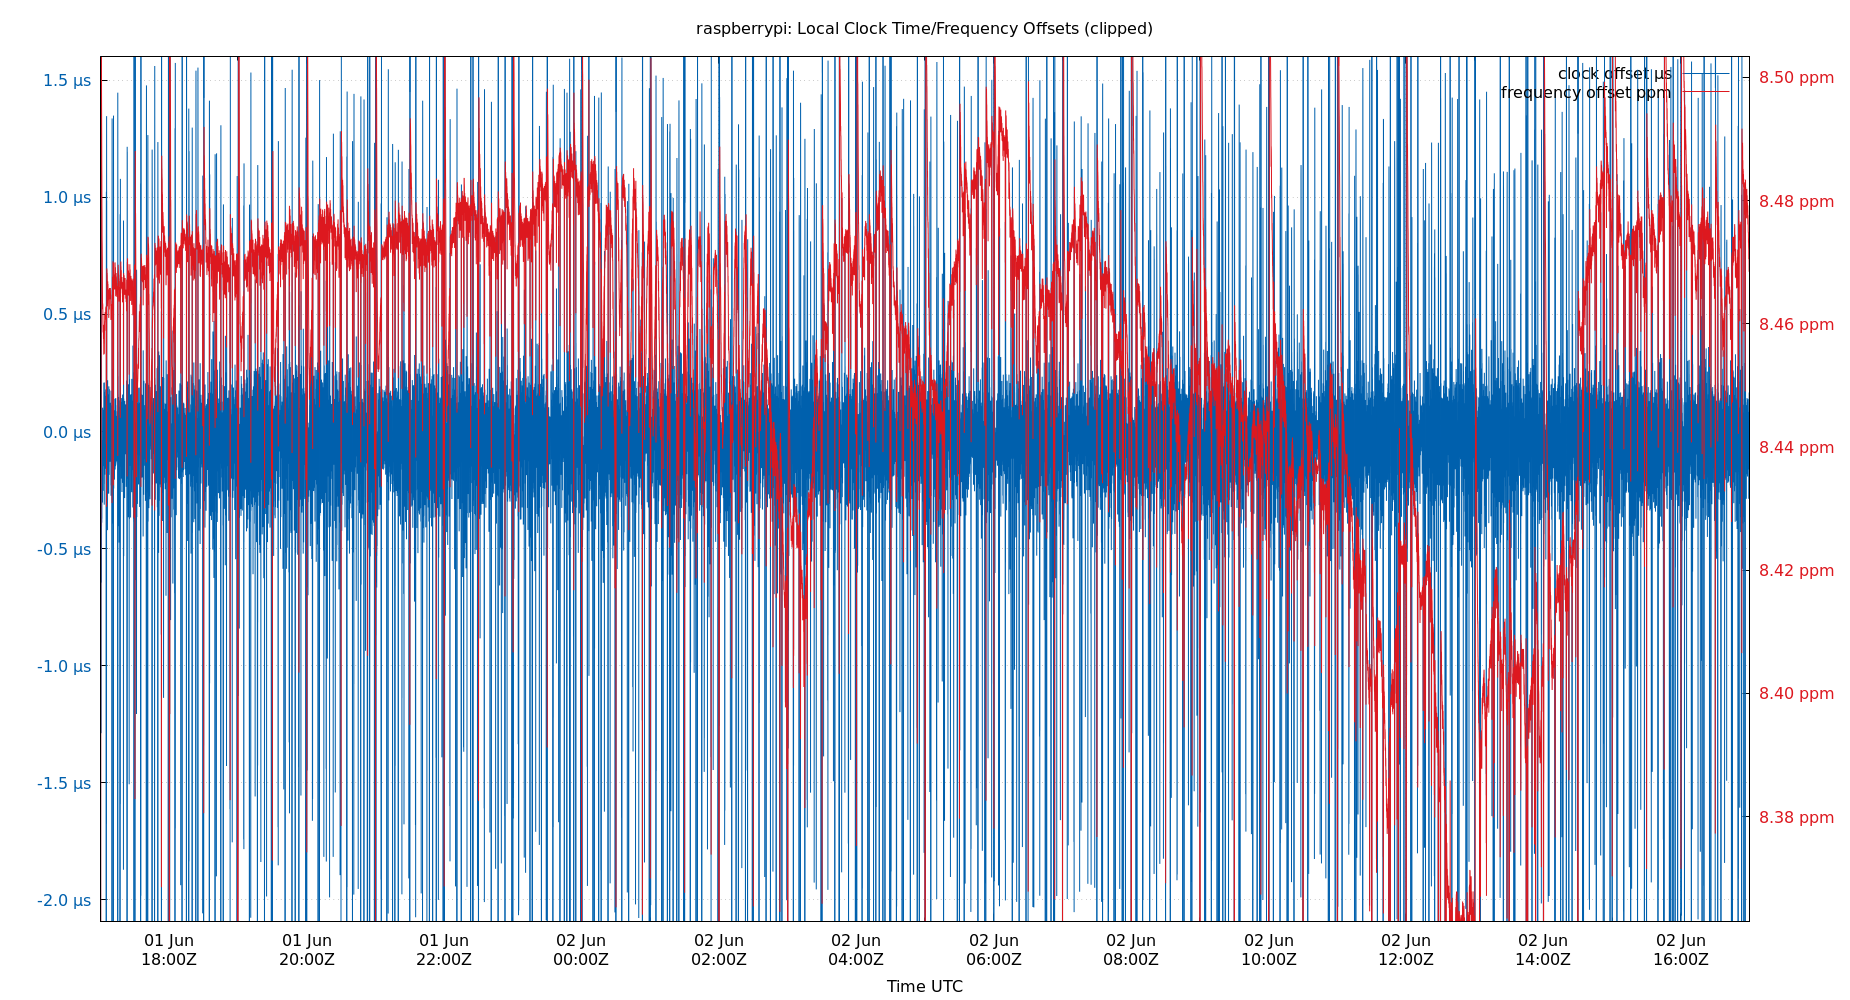 raspberrypi: Local Clock Time/Frequency Offsets (clipped)
clock offset µs
frequency offset ppm
1.5 µs
1.0 µs
0.5 µs
0.0 µs
-0.5 µs
-1.0 µs
-1.5 µs
-2.0 µs
8.50 ppm
8.48 ppm
8.46 ppm
8.44 ppm
8.42 ppm
8.40 ppm
8.38 ppm
01 Jun 01 Jun 01 Jun 02 Jun 02 Jun 02 Jun 02 Jun 02 Jun 02 Jun 02 Jun 02 Jun 02 Jun
18:00Z 20:00Z 22:00Z 00:00Z 02:00Z 04:00Z 06:00Z 08:00Z 10:00Z 12:00Z 14:00Z 16:00Z
Time UTC